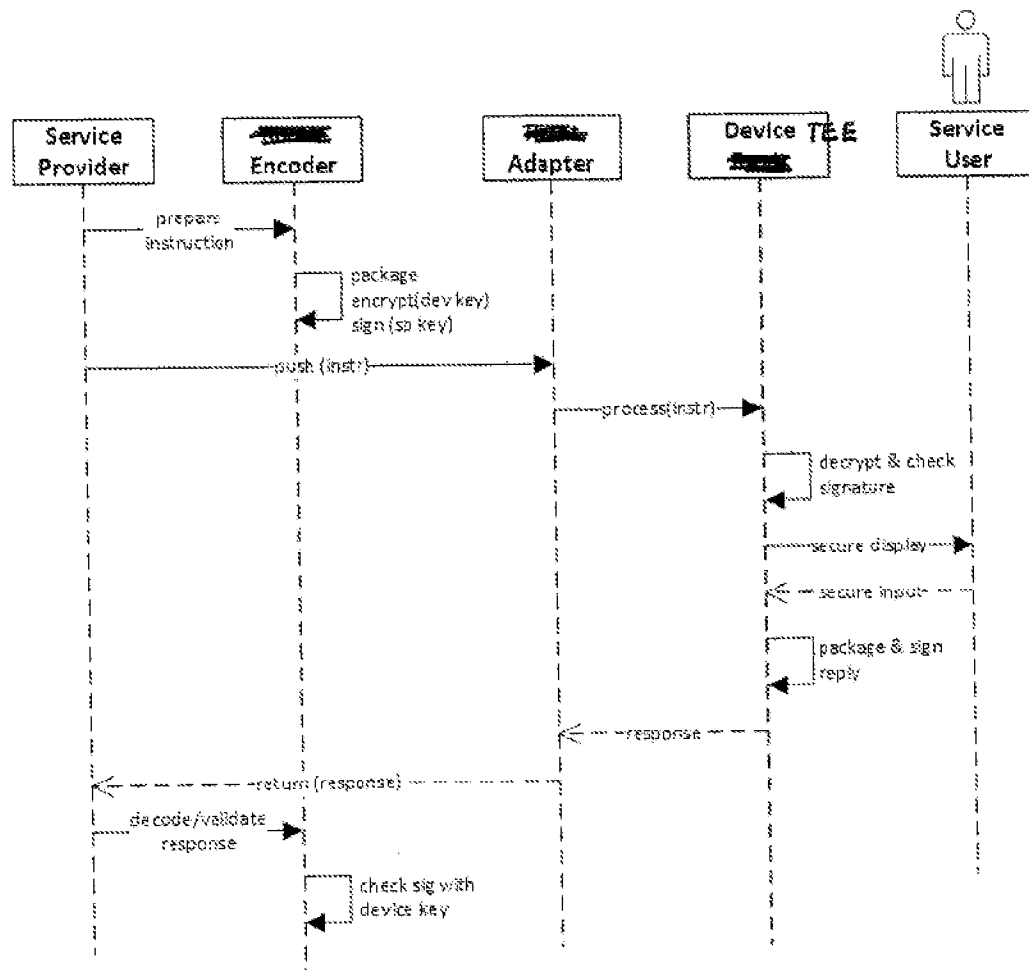 Service
Provider
Encoder
Adapter
Device TEE
Service
User
prepare
instruction
package
encrypt(dev key)
sign (sp key)
push (instr)
process(instr)
decrypt & check
signature
secure display
secure input
package & sign
reply
response
return (response)
decode/validate
response
check sig with
device key